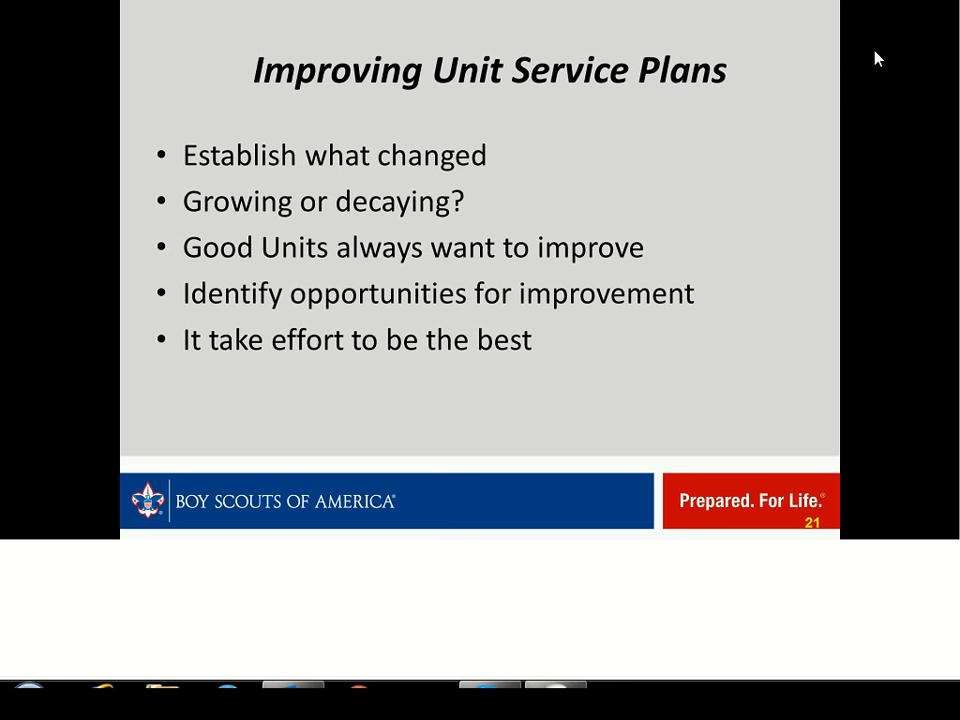 Improving Unit Service Plans
• Establish what changed
• Growing or decaying?
• Good Units always want to improve
• Identify opportunities for improvement
• It take effort to be the best
BOY SCOUTS OF AMERICA®
Prepared. For Life.®
21